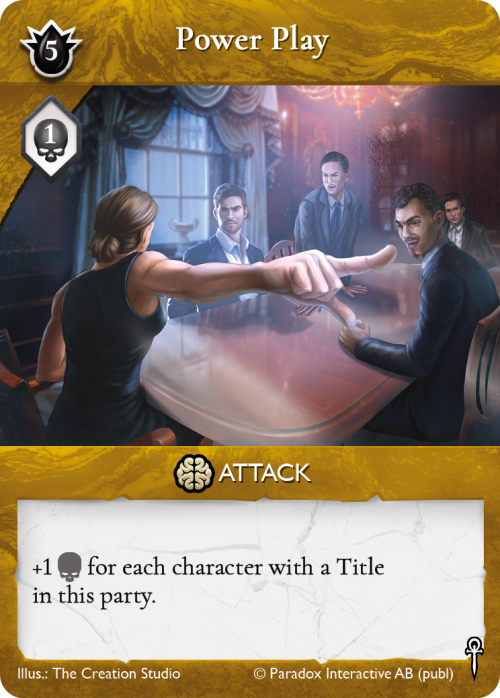 5
Power Play
1
ATTACK
+1 for each character with a Title
in this party.
Illus.: The Creation Studio © Paradox Interactive AB (publ)